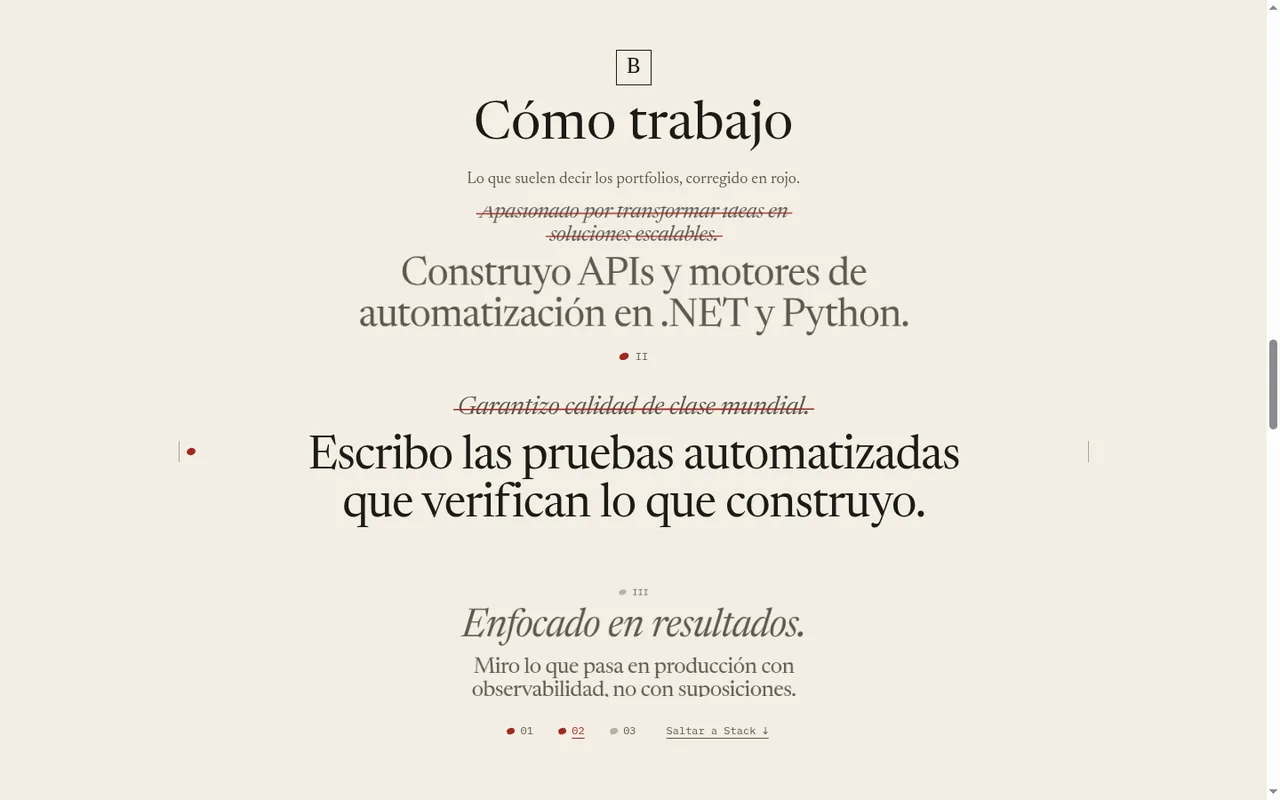 B
Cómo trabajo
Lo que suelen decir los portfolios, corregido en rojo.
Apasionado por transformar ideas en
soluciones escalables.
Construyo APIs y motores de
automatización en .NET y Python.
II
Garantizo calidad de clase mundial.
Escribo las pruebas automatizadas
que verifican lo que construyo.
III
Enfocado en resultados.
Miro lo que pasa en producción con
observabilidad, no con suposiciones.
01 02 03 Saltar a Stack ↓